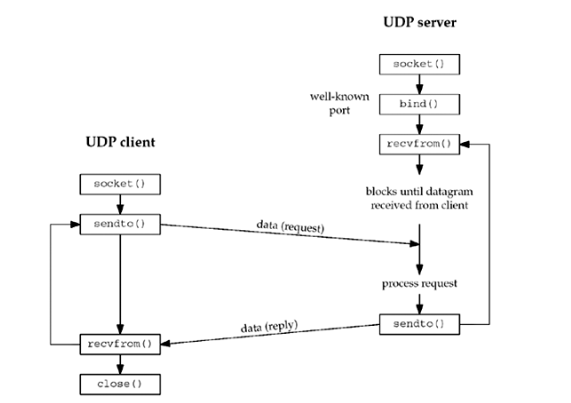 UDP server
socket()
well-known
port
bind()
recvfrom()
UDP client
blocks until datagram
received from client
socket()
sendto()
data (request)
process request
sendto()
data (reply)
recvfrom()
close()